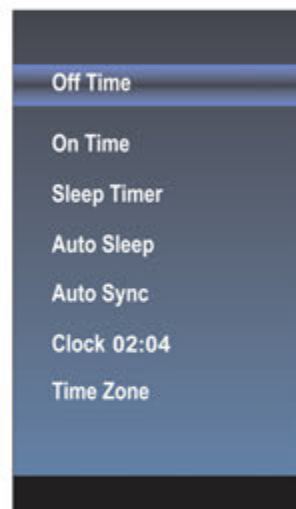 Off Time
On Time
Sleep Timer
Auto Sleep
Auto Sync
Clock 02:04
Time Zone